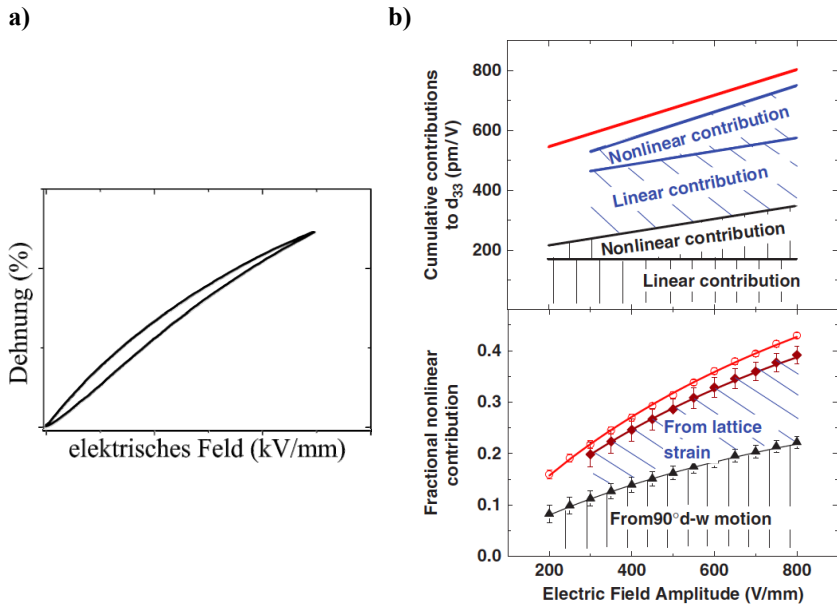 a)
Dehnung (%)
elektrisches Feld (kV/mm)
b)
Cumulative contributions
to d33 (pm/V)
800
600
400
200
Nonlinear contribution
Linear contribution
Nonlinear contribution
Linear contribution
Fractional nonlinear
contribution
0.4
0.3
0.2
0.1
0.0
From lattice
strain
From90°d-w motion
200
400
600
800
Electric Field Amplitude (V/mm)